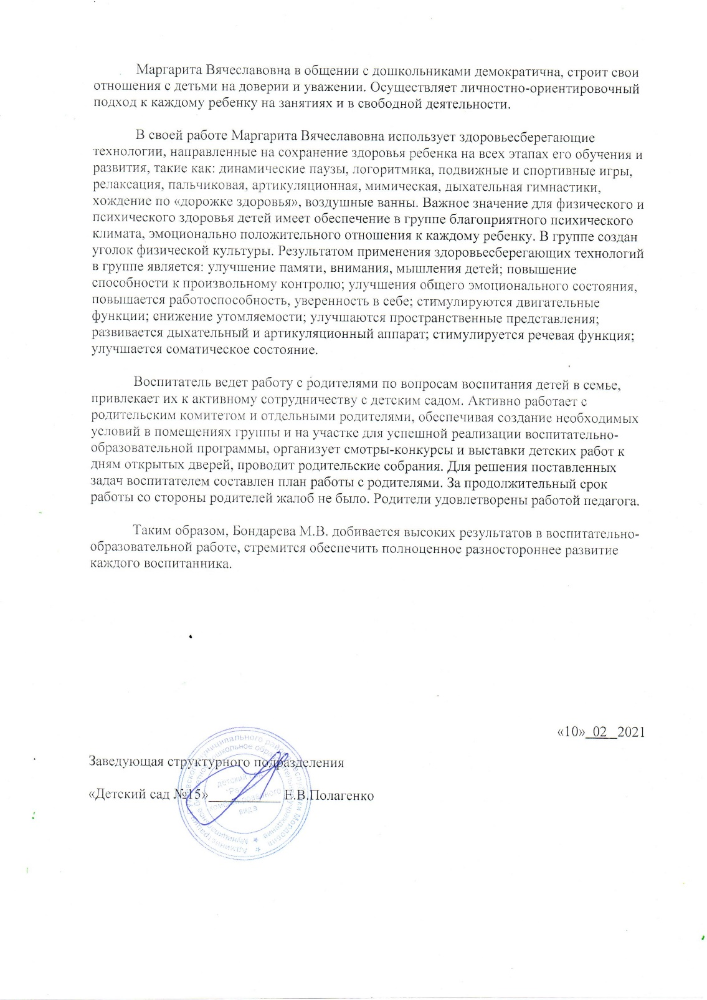 Маргарита Вячеславовна в общении с дошкольниками демократична, строит свои
отношения с детьми на доверии и уважении. Осуществляет личностно-ориентировочный
подход к каждому ребенку на занятиях и в свободной деятельности.
В своей работе Маргарита Вячеславовна использует здоровьесберегающие
технологии, направленные на сохранение здоровья ребенка на всех этапах его обучения и
развития, такие как: динамические паузы, логоритмика, подвижные и спортивные игры,
релаксация, пальчиковая, артикуляционная, мимическая, дыхательная гимнастики,
хождение по «дорожке здоровья», воздушные ванны. Важное значение для физического и
психического здоровья детей имеет обеспечение в группе благоприятного психического
климата, эмоционально положительного отношения к каждому ребенку. В группе создан
уголок физической культуры. Результатом применения здоровьесберегающих технологий
в группе является: улучшение памяти, внимания, мышления детей; повышение
способности к произвольному контролю; улучшения общего эмоционального состояния,
повышается работоспособность, уверенность в себе; стимулируются двигательные
функции; снижение утомляемости; улучшаются пространственные представления;
развивается дыхательный и артикуляционный аппарат; стимулируется речевая функция;
улучшается соматическое состояние.
Воспитатель ведет работу с родителями по вопросам воспитания детей в семье,
привлекает их к активному сотрудничеству с детским садом. Активно работает с
родительским комитетом и отдельными родителями, обеспечивая создание необходимых
условий в помещениях группы и на участке для успешной реализации воспитательно-
образовательной программы, организует смотры-конкурсы и выставки детских работ к
дням открытых дверей, проводит родительские собрания. Для решения поставленных
задач воспитателем составлен план работы с родителями. За продолжительный срок
работы со стороны родителей жалоб не было. Родители удовлетворены работой педагога.
Таким образом, Бондарева М.В. добивается высоких результатов в воспитательно-
образовательной работе, стремится обеспечить полноценное разностороннее развитие
каждого воспитанника.
«10»_02_ 2021
Заведующая структурного подразделения
«Детский сад №15»__________ Е.В.Полагенко
детский сад
комбинированного
вида